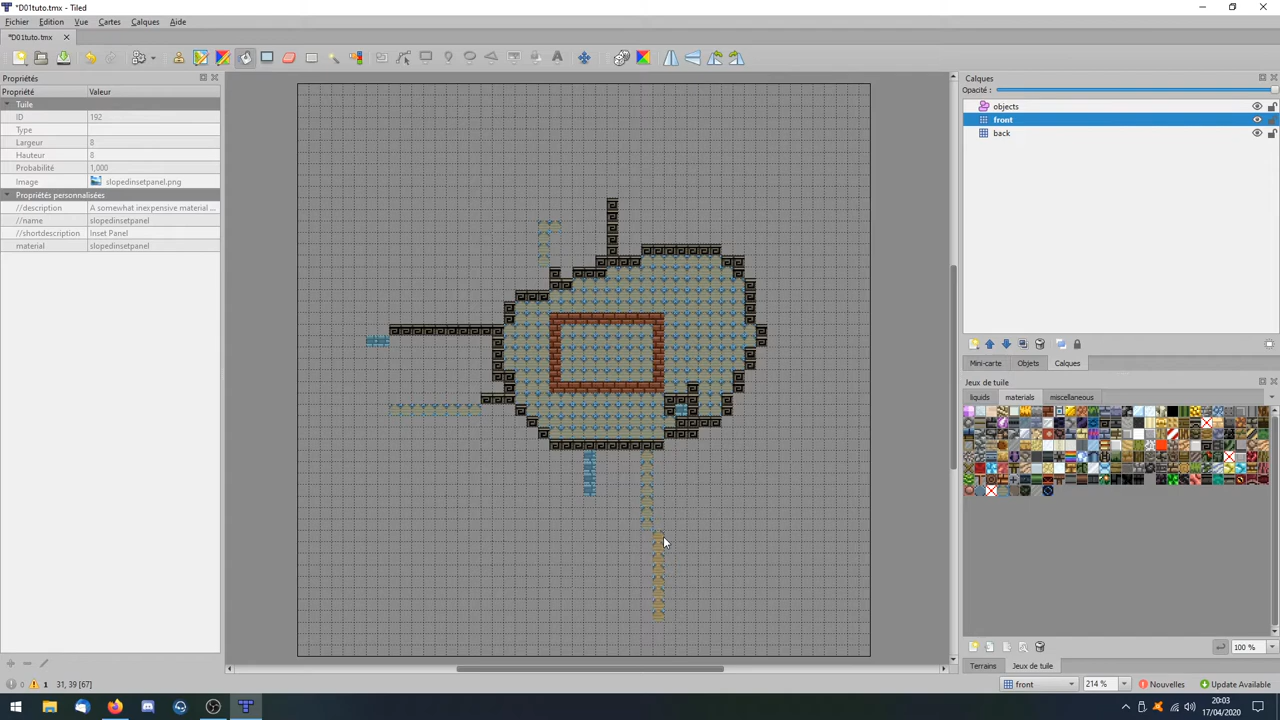 *D01tuto.tmx - Tiled
Fichier Edition Vue Cartes Calques Aide
*D01tuto.tmx
Propriétés
Propriété Valeur
Tuile
ID 192
Type
Largeur 8
Hauteur 8
Probabilité 1,000
Image slopedinsetpanel.png
Propriétés personnalisées
//description A somewhat inexpensive material ...
//name slopedinsetpanel
//shortdescription Inset Panel
material slopedinsetpanel
Calques
Opacité :
objects
front
back
Mini-carte Objets Calques
Jeux de tuile
liquids materials miscellaneous
100 %
Terrains Jeux de tuile
0 1 31, 39 [67]
front 214 % Nouvelles Update Available
20:03
17/04/2020